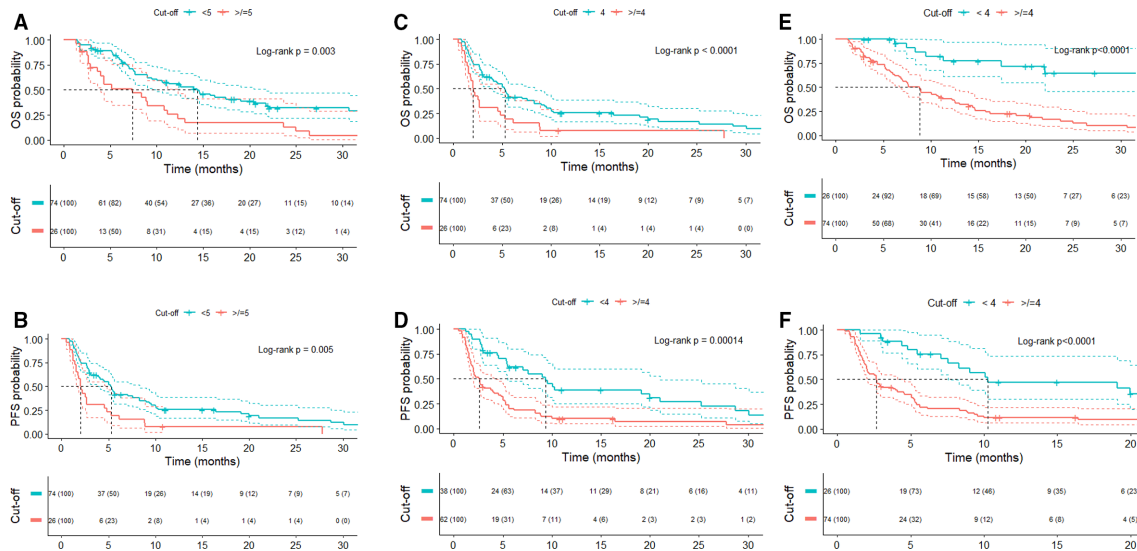 A
Cut-off <5 >/=5
1.00
0.75
0.50
0.25
0.00
OS probability
Log-rank p = 0.003
0 5 10 15 20 25 30
Time (months)
Cut-off
74 (100) 61 (82) 40 (54) 27 (36) 20 (27) 11 (15) 10 (14)
26 (100) 13 (50) 8 (31) 4 (15) 4 (15) 3 (12) 1 (4)
0 5 10 15 20 25 30
B
Cut-off <5 >/=5
1.00
0.75
0.50
0.25
0.00
PFS probability
Log-rank p = 0.005
0 5 10 15 20 25 30
Time (months)
Cut-off
74 (100) 37 (50) 19 (26) 14 (19) 9 (12) 7 (9) 5 (7)
26 (100) 6 (23) 2 (8) 1 (4) 1 (4) 1 (4) 0 (0)
0 5 10 15 20 25 30
C
Cut-off 4 >/=4
1.00
0.75
0.50
0.25
0.00
OS probability
Log-rank p < 0.0001
0 5 10 15 20 25 30
Time (months)
Cut-off
74 (100) 37 (50) 19 (26) 14 (19) 9 (12) 7 (9) 5 (7)
26 (100) 6 (23) 2 (8) 1 (4) 1 (4) 1 (4) 0 (0)
0 5 10 15 20 25 30
D
Cut-off <4 >/=4
1.00
0.75
0.50
0.25
0.00
PFS probability
Log-rank p = 0.00014
0 5 10 15 20 25 30
Time (months)
Cut-off
38 (100) 24 (63) 14 (37) 11 (29) 8 (21) 6 (16) 4 (11)
62 (100) 19 (31) 7 (11) 4 (6) 2 (3) 2 (3) 1 (2)
0 5 10 15 20 25 30
E
Cut-off < 4 >/=4
1.00
0.75
0.50
0.25
0.00
OS probability
Log-rank p<0.0001
0 5 10 15 20 25 30
Time (months)
Cut-off
26 (100) 24 (92) 18 (69) 15 (58) 13 (50) 7 (27) 6 (23)
74 (100) 50 (68) 30 (41) 16 (22) 11 (15) 7 (9) 5 (7)
0 5 10 15 20 25 30
F
Cut-off < 4 >/=4
1.00
0.75
0.50
0.25
0.00
PFS probability
Log-rank p<0.0001
0 5 10 15 20
Time (months)
Cut-off
26 (100) 19 (73) 12 (46) 9 (35) 6 (23)
74 (100) 24 (32) 9 (12) 6 (8) 4 (5)
0 5 10 15 20